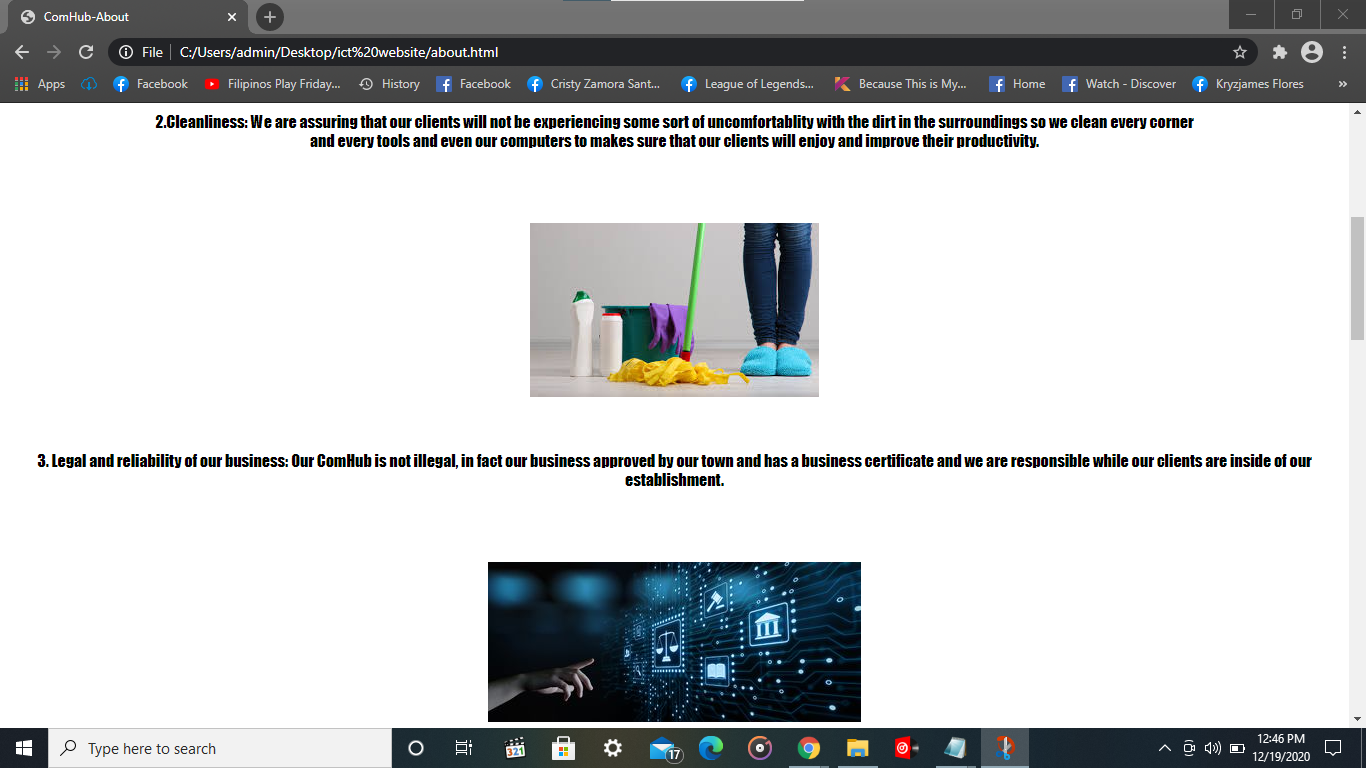 ComHub-About
File
C:/Users/admin/Desktop/ict%20website/about.html
Apps
Facebook
Filipinos Play Friday...
History
Facebook
Cristy Zamora Sant...
League of Legends...
Because This is My...
Home
Watch - Discover
Kryzjames Flores
2.Cleanliness: We are assuring that our clients will not be experiencing some sort of uncomfortablity with the dirt in the surroundings so we clean every corner
and every tools and even our computers to makes sure that our clients will enjoy and improve their productivity.
3. Legal and reliability of our business: Our ComHub is not illegal, in fact our business approved by our town and has a business certificate and we are responsible while our clients are inside of our
establishment.
Type here to search
321
17
12:46 PM
12/19/2020